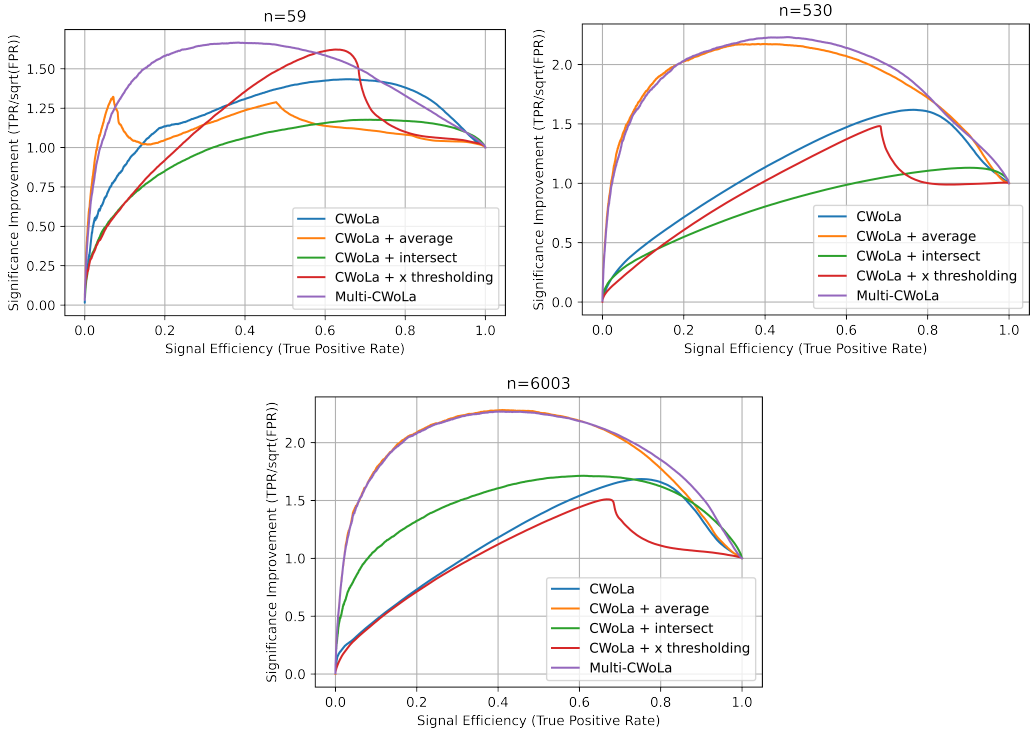 n=59
Significance Improvement (TPR/sqrt(FPR))
1.50
1.25
1.00
0.75
0.50
0.25
0.00
CWoLa
CWoLa + average
CWoLa + intersect
CWoLa + x thresholding
Multi-CWoLa
0.0 0.2 0.4 0.6 0.8 1.0
Signal Efficiency (True Positive Rate)
n=530
Significance Improvement (TPR/sqrt(FPR))
2.0
1.5
1.0
0.5
0.0
CWoLa
CWoLa + average
CWoLa + intersect
CWoLa + x thresholding
Multi-CWoLa
0.0 0.2 0.4 0.6 0.8 1.0
Signal Efficiency (True Positive Rate)
n=6003
Significance Improvement (TPR/sqrt(FPR))
2.0
1.5
1.0
0.5
0.0
CWoLa
CWoLa + average
CWoLa + intersect
CWoLa + x thresholding
Multi-CWoLa
0.0 0.2 0.4 0.6 0.8 1.0
Signal Efficiency (True Positive Rate)